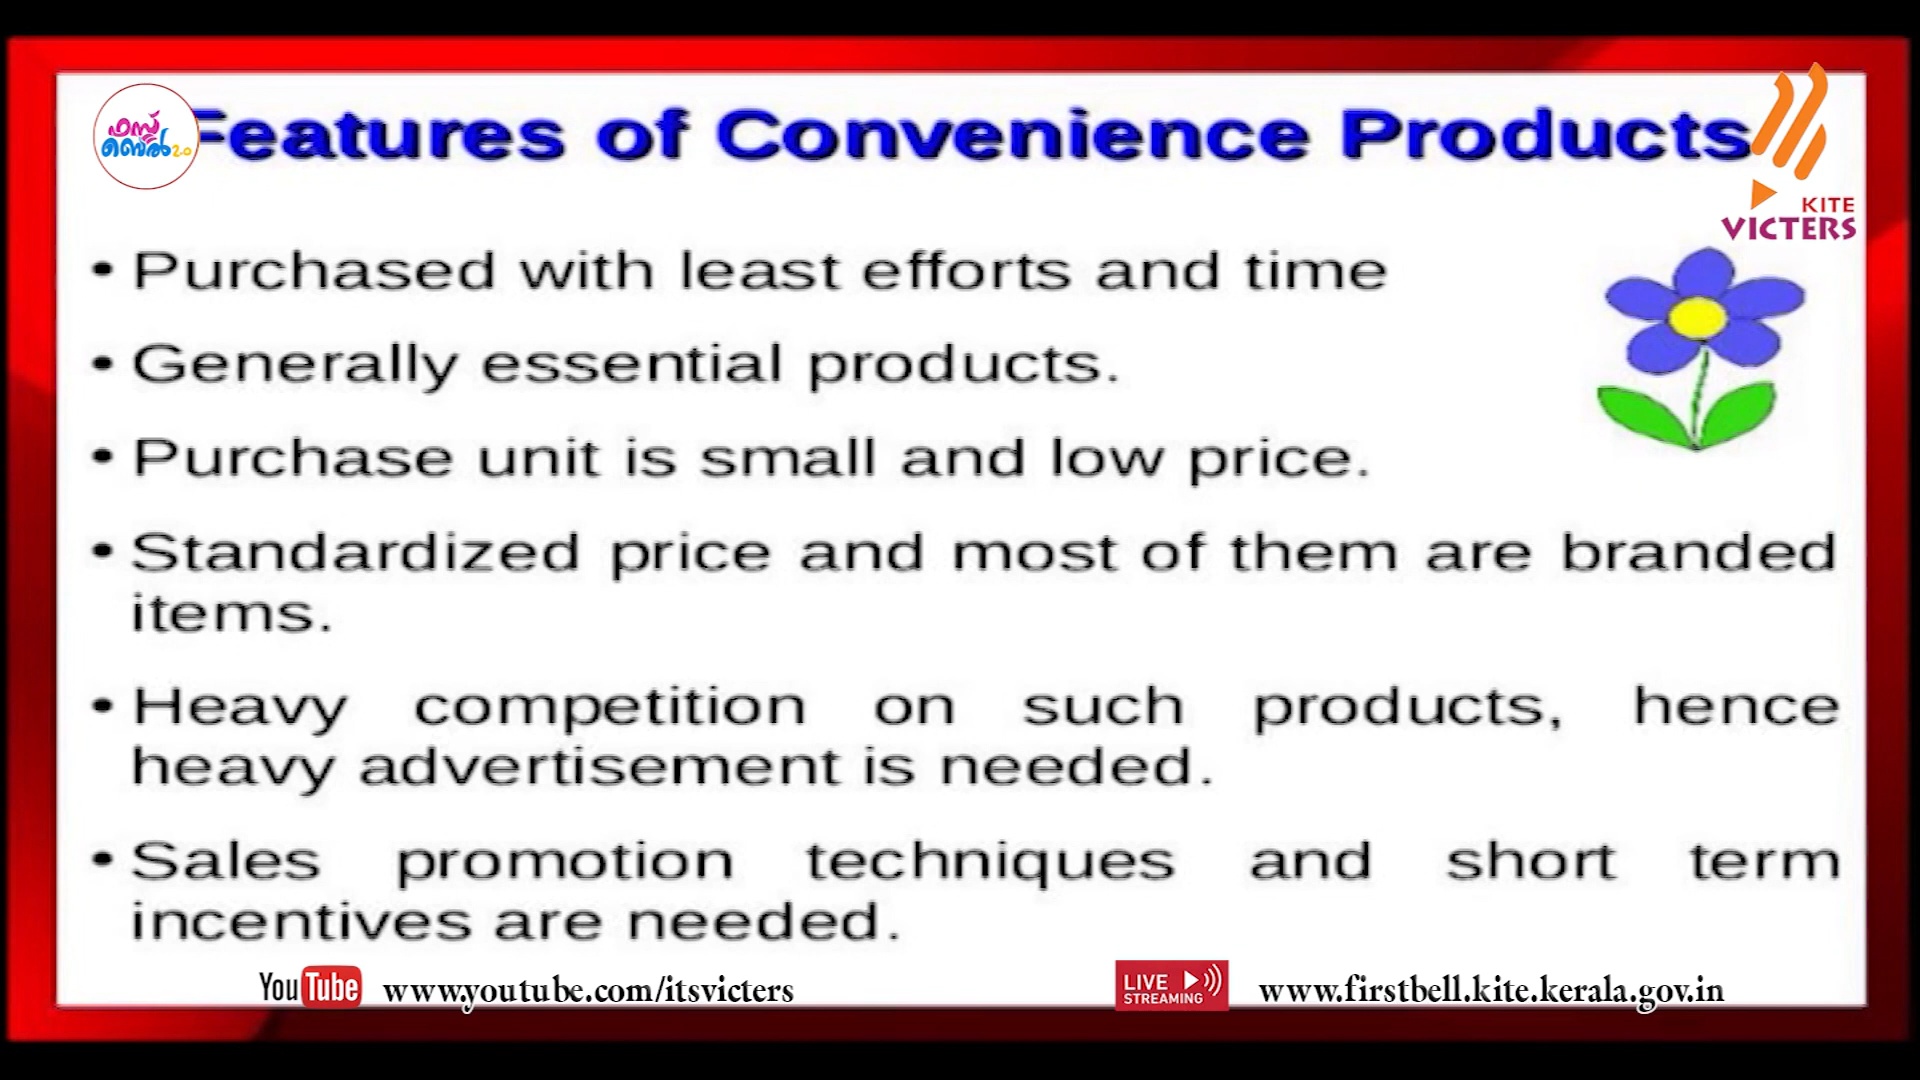 ഫസ്റ്റ്
ബെൽ 2.0
Features of Convenience Products
KITE
VICTERS
• Purchased with least efforts and time
• Generally essential products.
• Purchase unit is small and low price.
• Standardized price and most of them are branded
items.
• Heavy competition on such products, hence
heavy advertisement is needed.
• Sales promotion techniques and short term
incentives are needed.
YouTube www.youtube.com/itsvicters
LIVE
STREAMING
www.firstbell.kite.kerala.gov.in